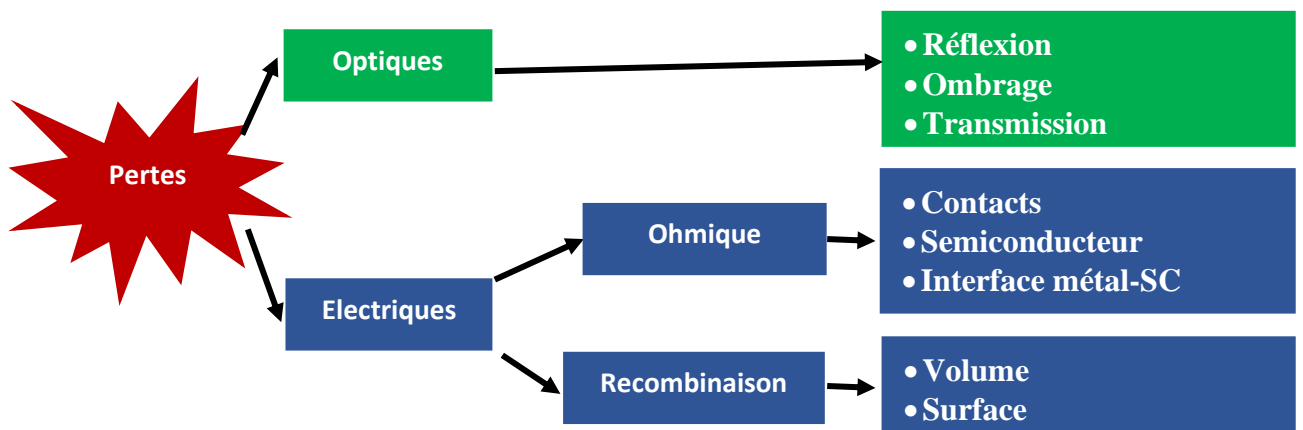 Optiques
• Réflexion
• Ombrage
• Transmission
Pertes
Ohmique
• Contacts
• Semiconducteur
• Interface métal-SC
Electriques
Recombinaison
• Volume
• Surface